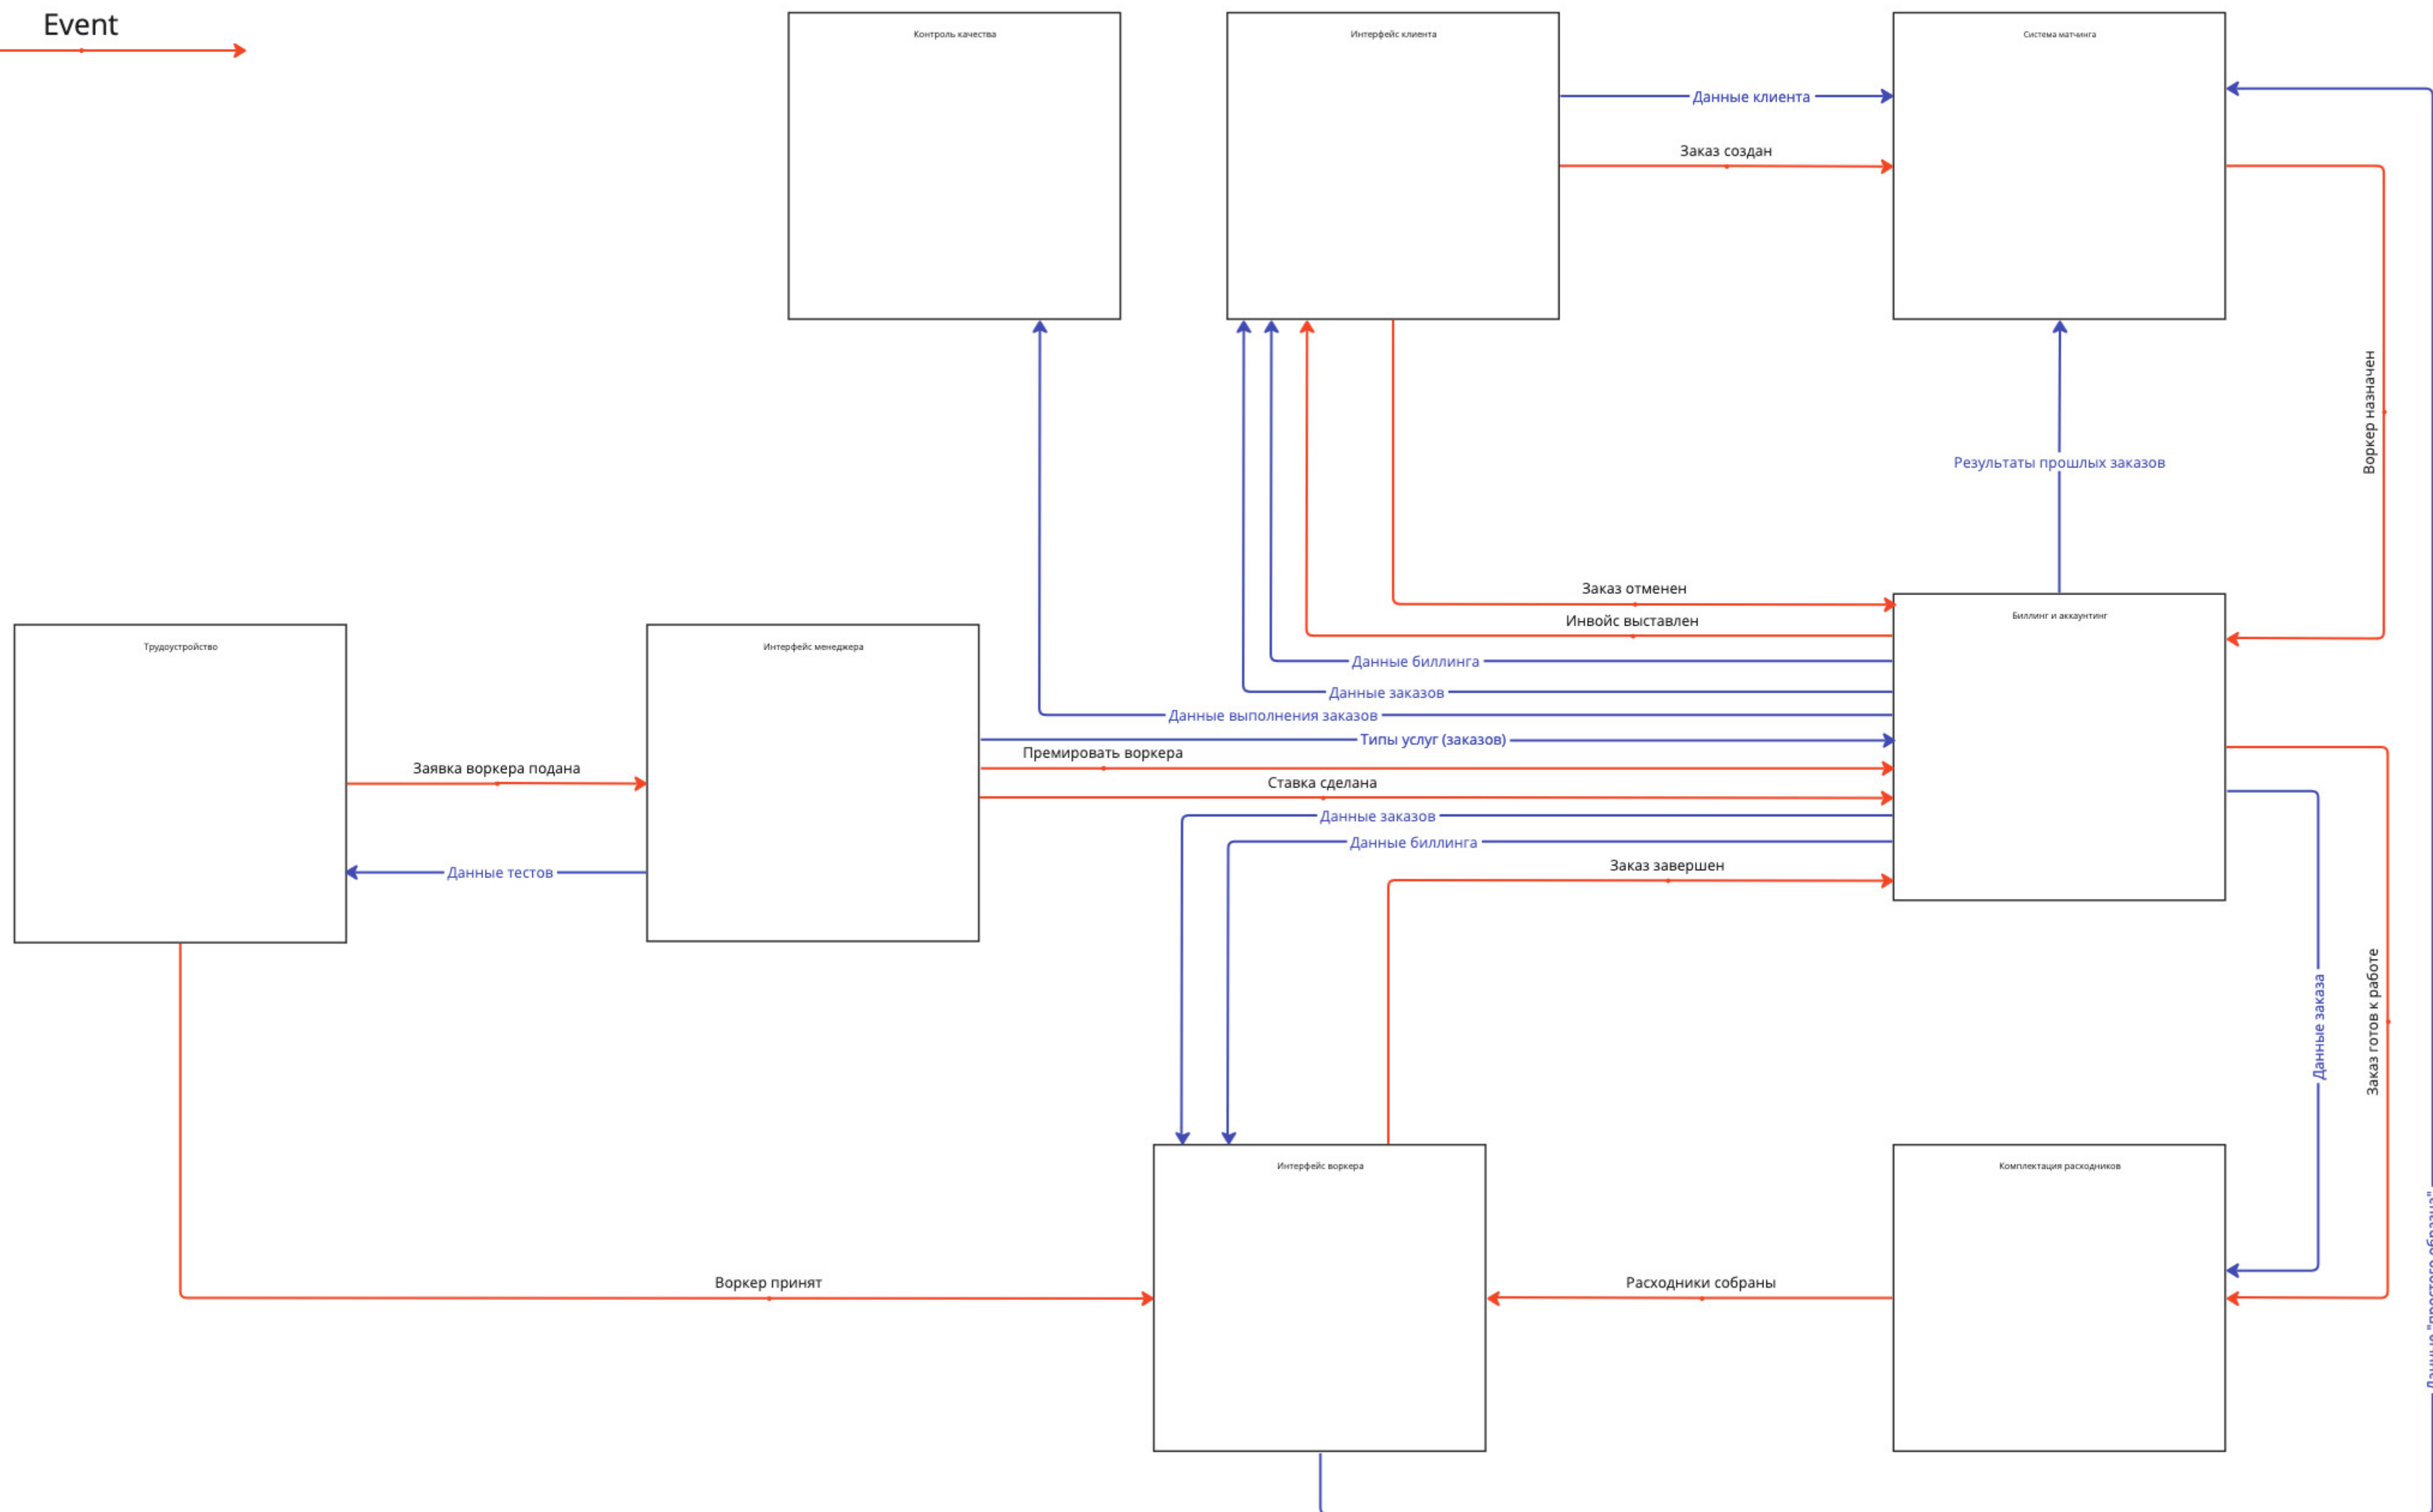 Event
Контроль качества
Интерфейс клиента
Система матчинга
Данные клиента
Заказ создан
Воркер назначен
Результаты прошлых заказов
Заказ отменен
Инвойс выставлен
Биллинг и аккаунтинг
Трудоустройство
Интерфейс менеджера
Данные биллинга
Данные заказов
Данные выполнения заказов
Типы услуг (заказов)
Премировать воркера
Заявка воркера подана
Ставка сделана
Данные заказов
Данные биллинга
Заказ завершен
Данные тестов
Данные заказа
Заказ готов к работе
Интерфейс воркера
Комплектация расходников
Воркер принят
Расходники собраны
Данные "простого образца"